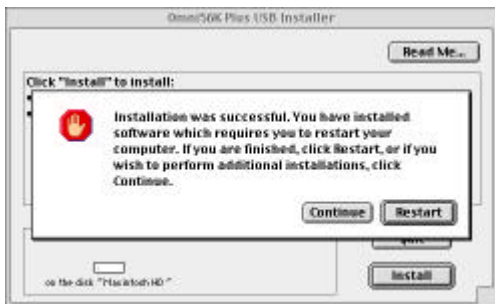 Omni56K Plus USB Installer
Read Me...
Click "Install" to install:
Installation was successful. You have installed
software which requires you to restart your
computer. If you are finished, click Restart, or if you
wish to perform additional installations, click
Continue.
Continue
Restart
on the disk "Macintosh HD"
Install